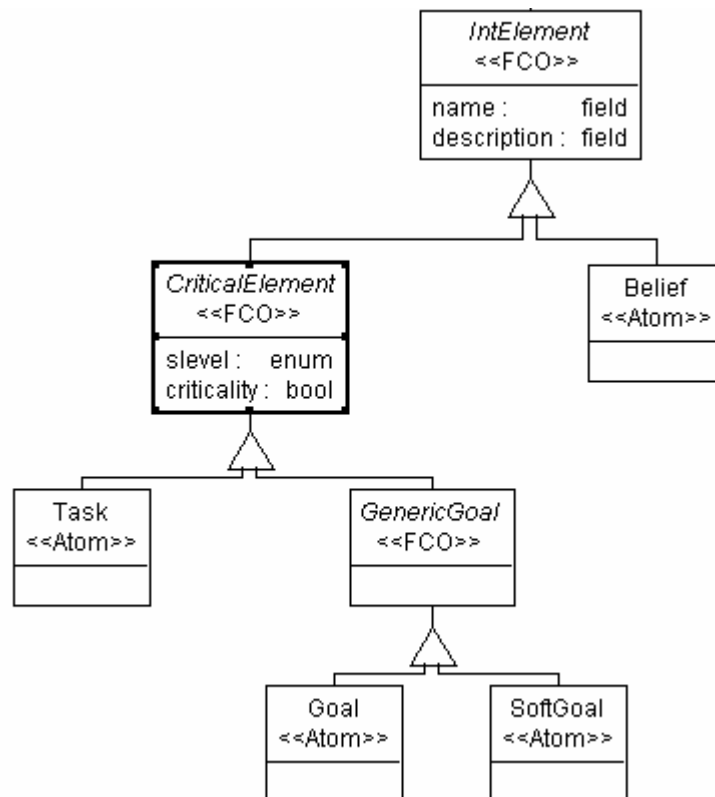 IntElement
<<FCO>>
name : field
description : field
CriticalElement
<<FCO>>
slevel : enum
criticality : bool
Belief
<<Atom>>
Task
<<Atom>>
GenericGoal
<<FCO>>
Goal
<<Atom>>
SoftGoal
<<Atom>>